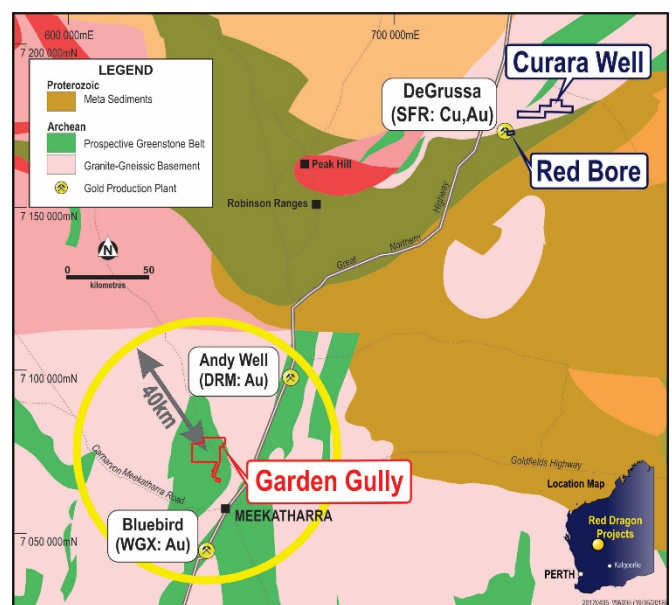 600 000mE
700 000mE
7 200 000mN
LEGEND
Proterozoic
Meta Sediments
Archean
Prospective Greenstone Belt
Granite-Gneissic Basement
Gold Production Plant
Curara Well
DeGrussa
(SFR: Cu,Au)
Red Bore
Peak Hill
7 150 000mN
Robinson Ranges
Highway
Northern
Great
N
0
50
kilometres
7 100 000mN
Andy Well
(DRM: Au)
40km
Carnarvon Meekatharra Road
Garden Gully
Goldfields Highway
Location Map
Red Dragon
Projects
MEEKATHARRA
7 050 000mN
Bluebird
(WGX: Au)
PERTH
Kalgoorlie